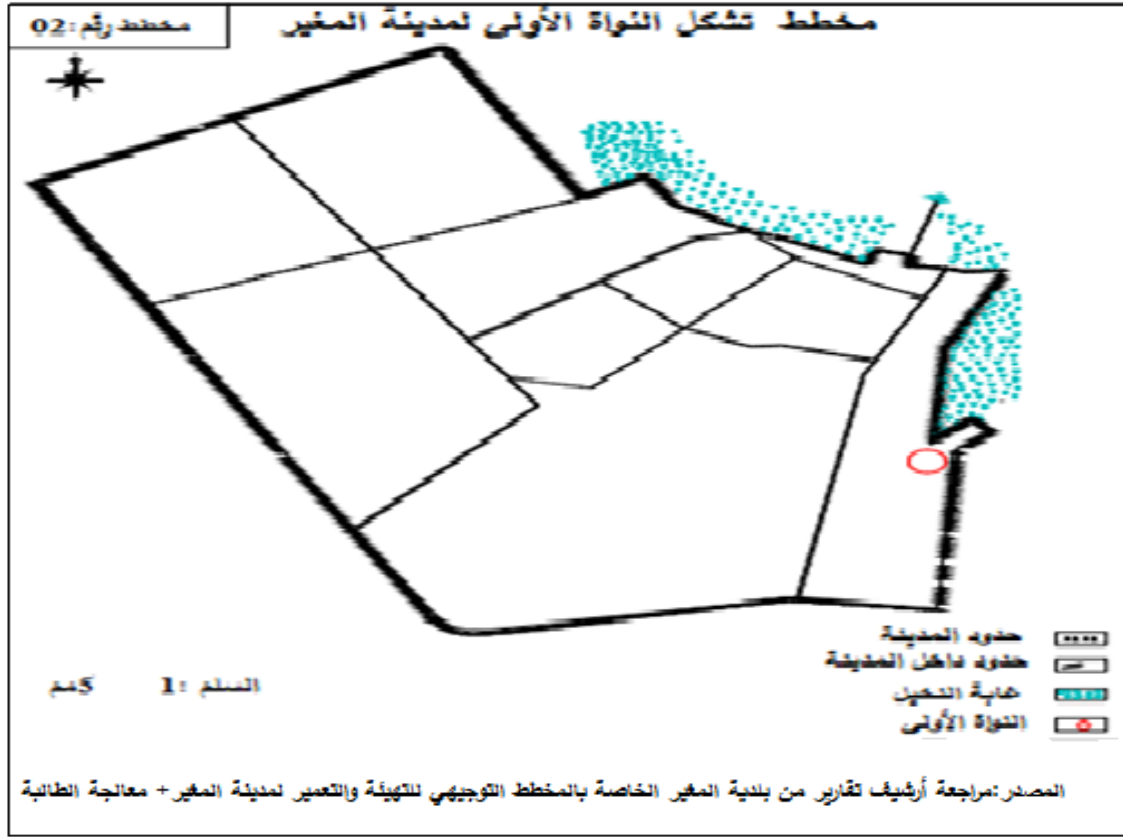 مخطط تشكل النواة الأولى لمدينة المغير
مخطط رقم:02
حدود المدينة
حدود داخل المدينة
غابة النخيل
النواة الأولى
السلم :1 5مم
المصدر:مراجعة أرشيف تقارير من بلدية المغير الخاصة بالمخطط التوجيهي للتهيئة والتعمير لمدينة المغير+ معالجة الطالبة